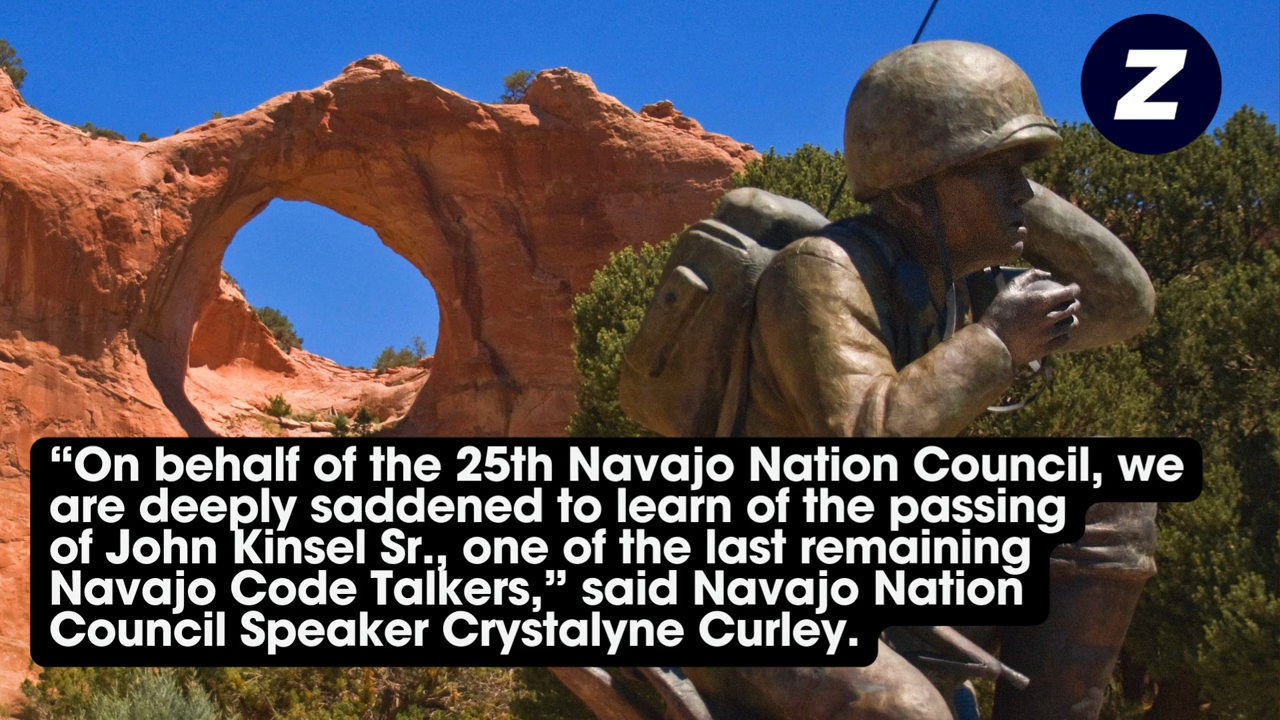 Z
“On behalf of the 25th Navajo Nation Council, we
are deeply saddened to learn of the passing
of John Kinsel Sr., one of the last remaining
Navajo Code Talkers,” said Navajo Nation
Council Speaker Crystalyne Curley.